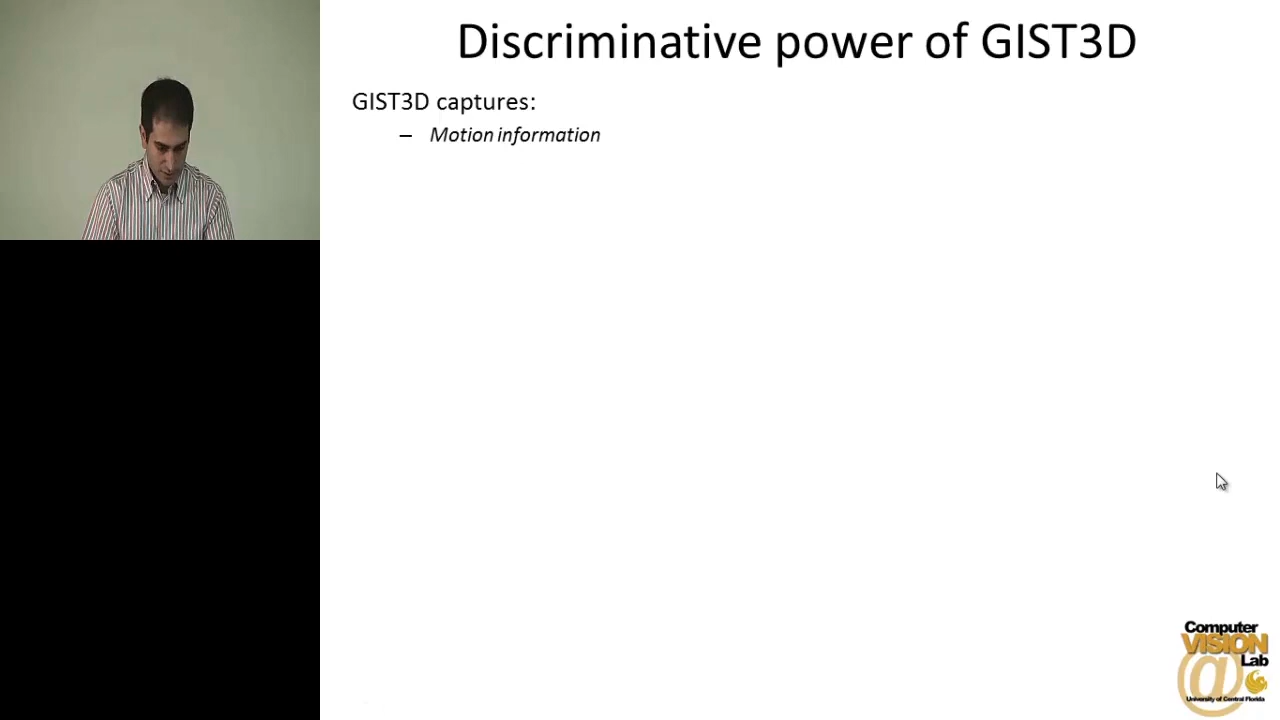 Discriminative power of GIST3D
GIST3D captures:
– Motion information
Computer
VISION
@ Lab
University of Central Florida